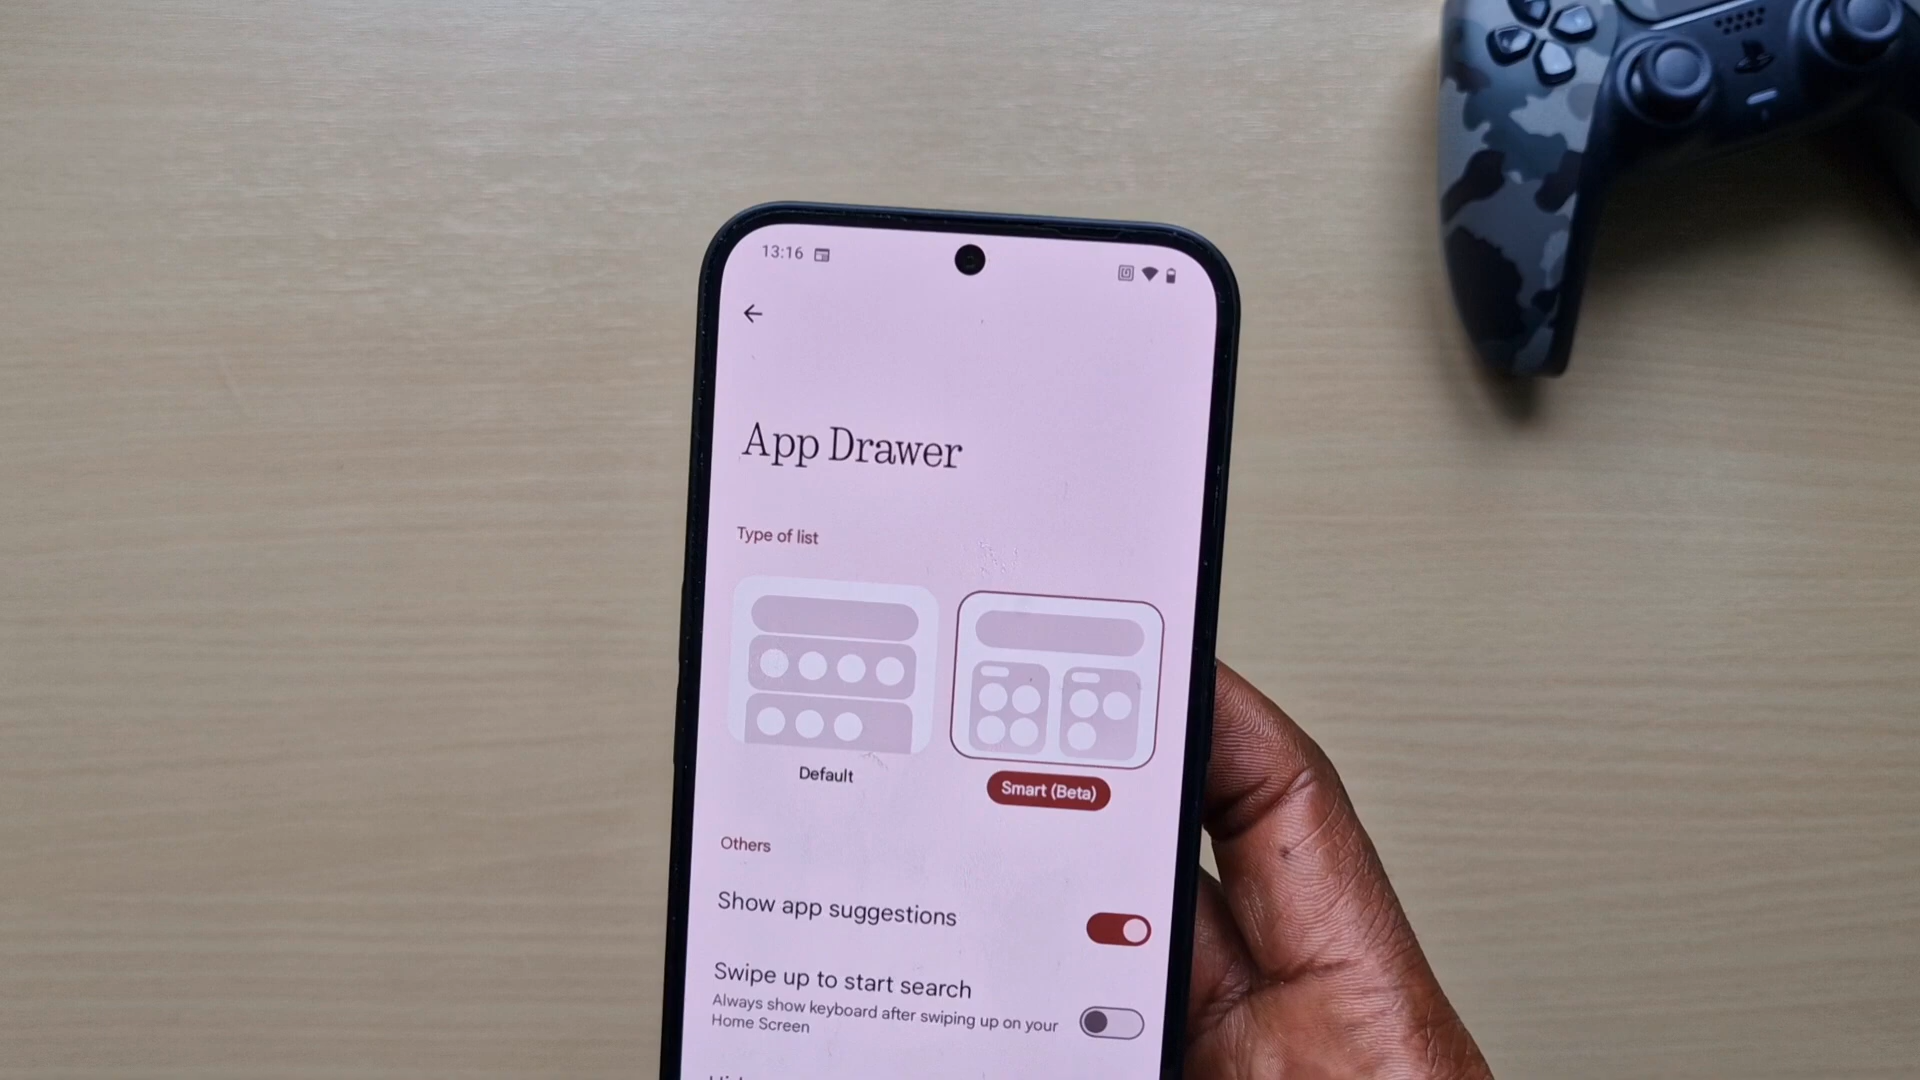 13:16
App Drawer
Type of list
Default
Smart (Beta)
Others
Show app suggestions
Swipe up to start search
Always show keyboard after swiping up on your
Home Screen